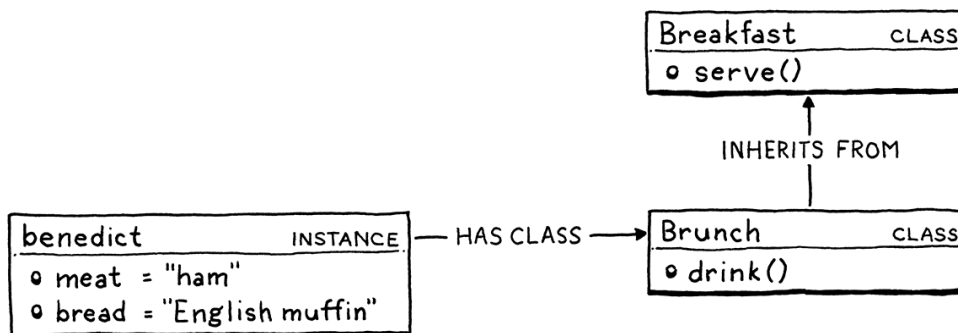 Breakfast CLASS
serve()
INHERITS FROM
benedict INSTANCE
meat = "ham"
bread = "English muffin"
HAS CLASS
Brunch CLASS
drink()